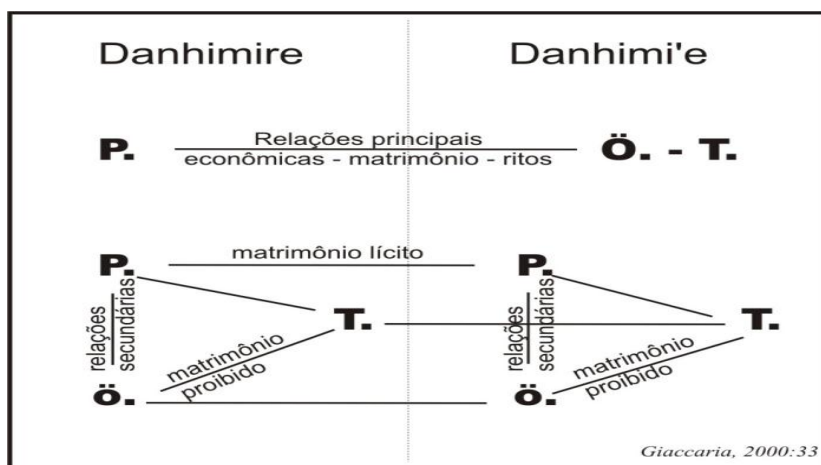 Danhimire Danhimi'e
P. Relações principais Ö. - T.
econômicas - matrimônio - ritos
P. matrimônio lícito P.
relações secundárias relações secundárias
T. T.
matrimônio proibido matrimônio proibido
Ö. Ö.
Giaccaria, 2000:33